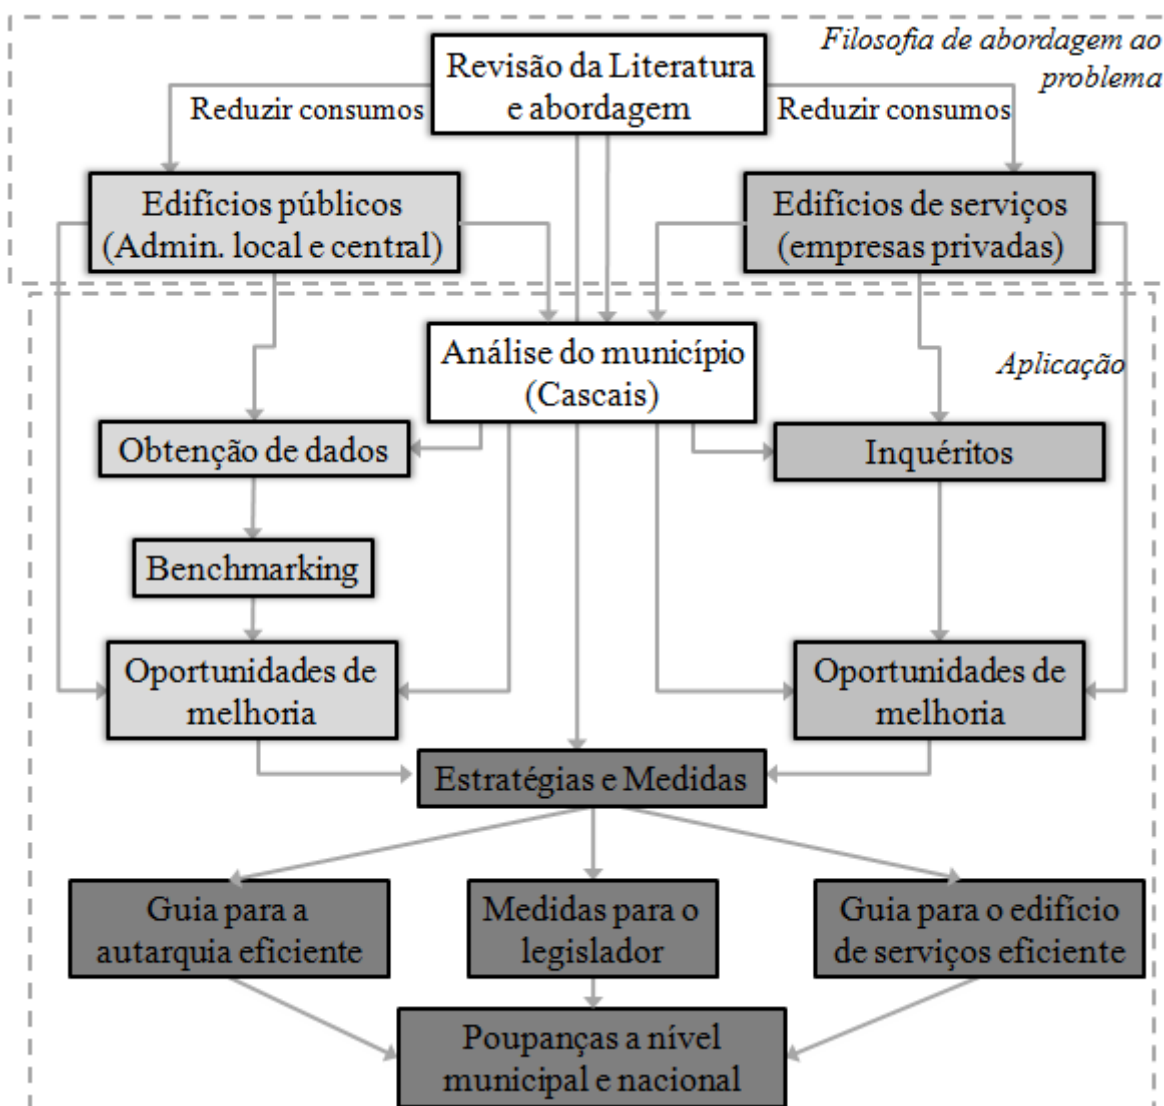 Filosofia de abordagem ao
problema
Revisão da Literatura
e abordagem
Reduzir consumos
Reduzir consumos
Edifícios públicos
(Admin. local e central)
Edifícios de serviços
(empresas privadas)
Análise do município
(Cascais)
Aplicação
Obtenção de dados
Inquéritos
Benchmarking
Oportunidades de
melhoria
Oportunidades de
melhoria
Estratégias e Medidas
Guia para a
autarquia eficiente
Medidas para o
legislador
Guia para o edifício
de serviços eficiente
Poupanças a nível
municipal e nacional